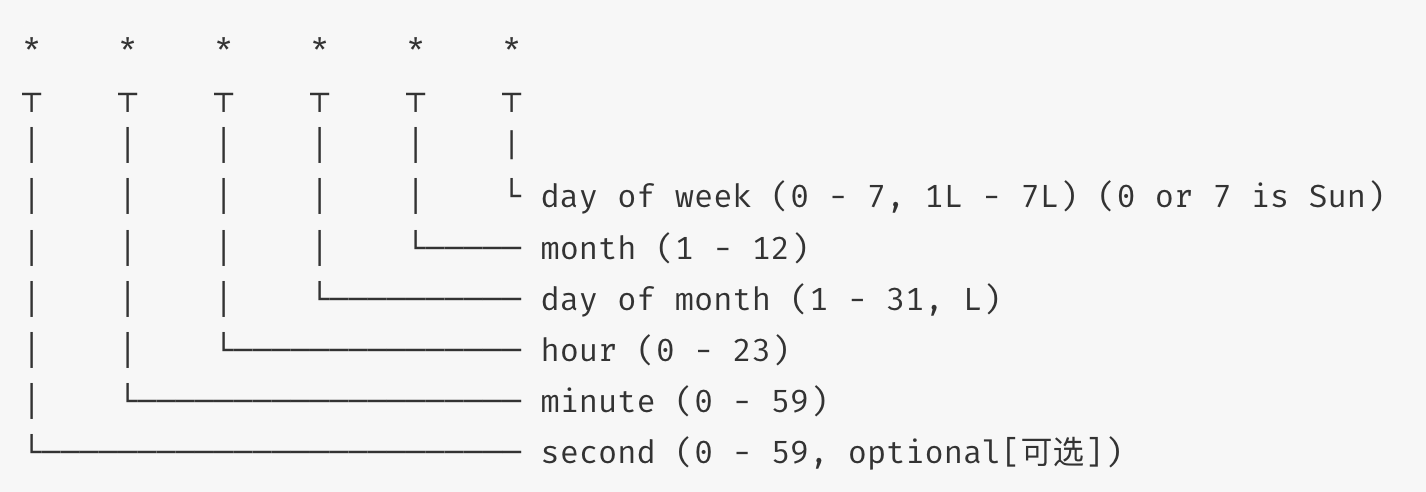 *    *    *    *    *    *
┬    ┬    ┬    ┬    ┬    ┬
│    │    │    │    │    |
│    │    │    │    │    └ day of week (0 - 7, 1L - 7L) (0 or 7 is Sun)
│    │    │    │    └───── month (1 - 12)
│    │    │    └────────── day of month (1 - 31, L)
│    │    └─────────────── hour (0 - 23)
│    └──────────────────── minute (0 - 59)
└───────────────────────── second (0 - 59, optional[可选])